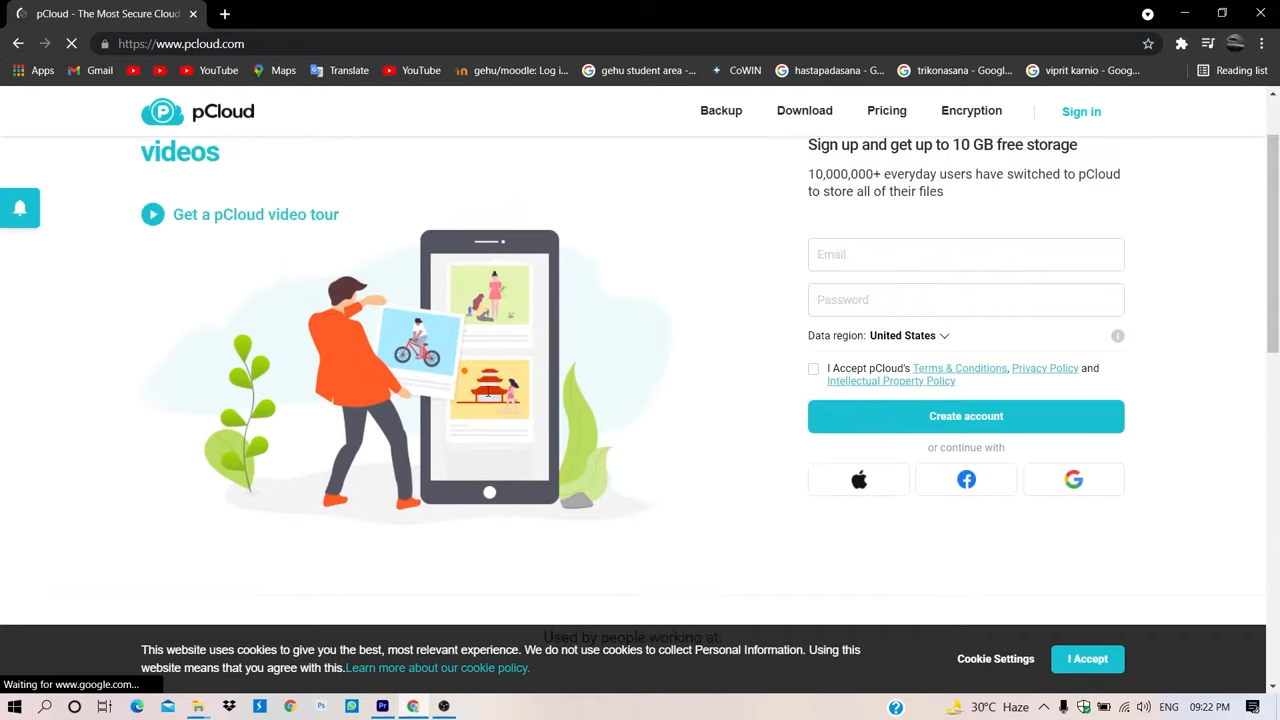 pCloud - The Most Secure Cloud
https://www.pcloud.com
Apps
Gmail
YouTube
Maps
Translate
YouTube
gehu/moodle: Log i...
gehu student area -...
CoWIN
hastapadasana - G...
trikonasana - Googl...
viprit karnio - Goog...
Reading list
pCloud
Backup
Download
Pricing
Encryption
Sign in
videos
Get a pCloud video tour
Sign up and get up to 10 GB free storage
10,000,000+ everyday users have switched to pCloud
to store all of their files
Email
Password
Data region: United States
I Accept pCloud's Terms & Conditions, Privacy Policy and
Intellectual Property Policy
Create account
or continue with
Used by people working at:
This website uses cookies to give you the best, most relevant experience. We do not use cookies to collect Personal Information. Using this
website means that you agree with this.Learn more about our cookie policy.
Cookie Settings
I Accept
Waiting for www.google.com...
30°C Haze
ENG
09:22 PM